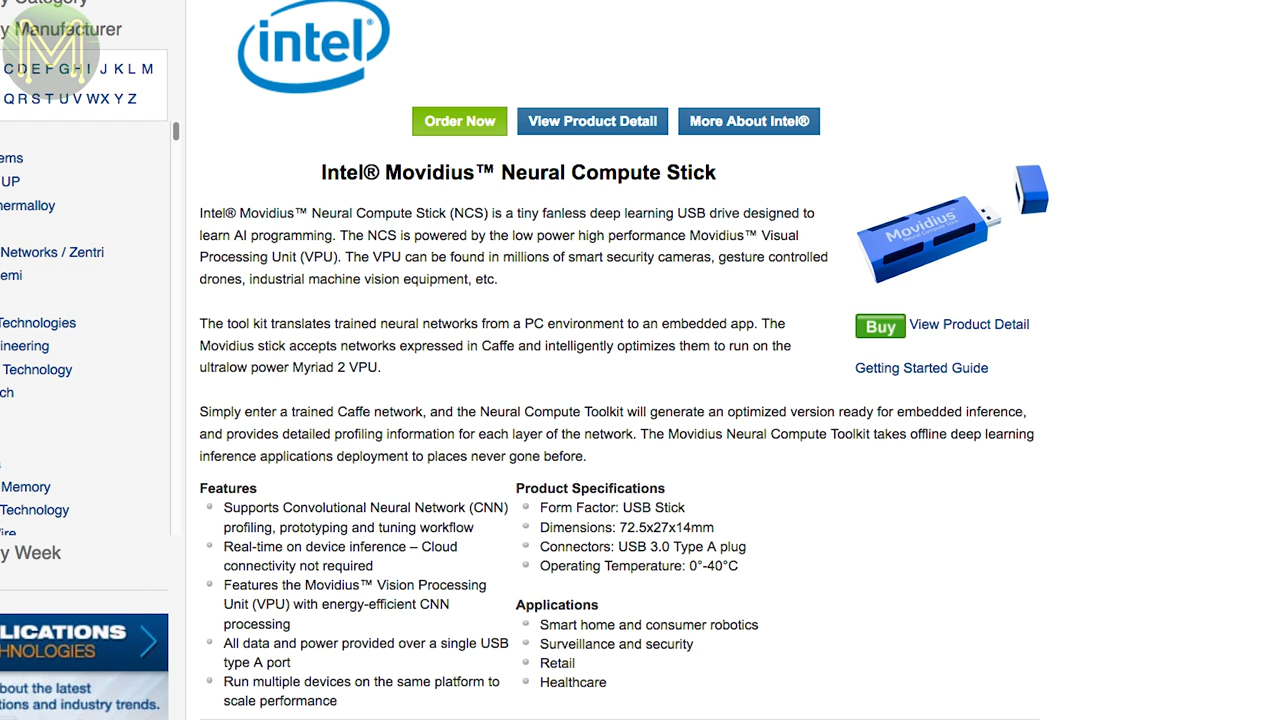 y Category
y Manufacturer
C D E F G H I J K L M
Q R S T U V W X Y Z
ems
UP
hermalloy
Networks / Zentri
emi
Technologies
ineering
Technology
ch
Memory
Technology
ire
y Week
LICATIONS
HNOLOGIES
bout the latest
tions and industry trends.
intel®
Order Now
View Product Detail
More About Intel®
Intel® Movidius™ Neural Compute Stick
Intel® Movidius™ Neural Compute Stick (NCS) is a tiny fanless deep learning USB drive designed to
learn AI programming. The NCS is powered by the low power high performance Movidius™ Visual
Processing Unit (VPU). The VPU can be found in millions of smart security cameras, gesture controlled
drones, industrial machine vision equipment, etc.
The tool kit translates trained neural networks from a PC environment to an embedded app. The
Movidius stick accepts networks expressed in Caffe and intelligently optimizes them to run on the
ultralow power Myriad 2 VPU.
Movidius
Neural Compute Stick
Buy
View Product Detail
Getting Started Guide
Simply enter a trained Caffe network, and the Neural Compute Toolkit will generate an optimized version ready for embedded inference,
and provides detailed profiling information for each layer of the network. The Movidius Neural Compute Toolkit takes offline deep learning
inference applications deployment to places never gone before.
Features
Supports Convolutional Neural Network (CNN)
profiling, prototyping and tuning workflow
Real-time on device inference – Cloud
connectivity not required
Features the Movidius™ Vision Processing
Unit (VPU) with energy-efficient CNN
processing
All data and power provided over a single USB
type A port
Run multiple devices on the same platform to
scale performance
Product Specifications
Form Factor: USB Stick
Dimensions: 72.5x27x14mm
Connectors: USB 3.0 Type A plug
Operating Temperature: 0°-40°C
Applications
Smart home and consumer robotics
Surveillance and security
Retail
Healthcare